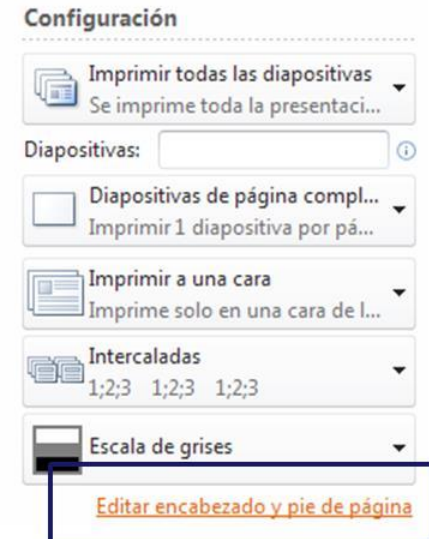 Configuración
Imprimir todas las diapositivas
Se imprime toda la presentaci...
Diapositivas:
Diapositivas de página compl...
Imprimir 1 diapositiva por pá...
Imprimir a una cara
Imprime solo en una cara de l...
Intercaladas
1;2;3 1;2;3 1;2;3
Escala de grises
Editar encabezado y pie de página